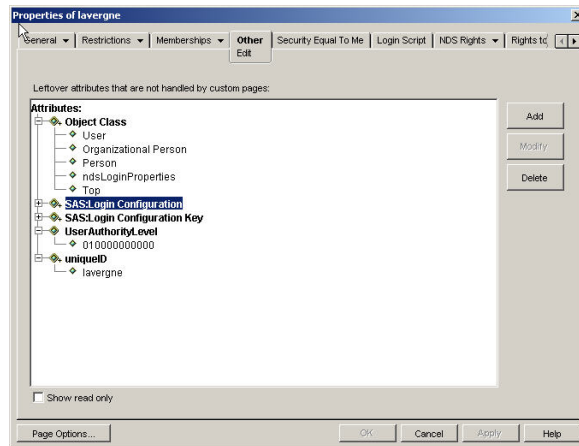 Properties of lavergne
General Restrictions Memberships Other Security Equal To Me Login Script NDS Rights Rights to
Edit
Leftover attributes that are not handled by custom pages:
Attributes:
Object Class
User
Organizational Person
Person
ndsLoginProperties
Top
SAS:Login Configuration
SAS:Login Configuration Key
UserAuthorityLevel
010000000000
uniqueID
lavergne
Add
Modify
Delete
Show read only
Page Options... OK Cancel Apply Help